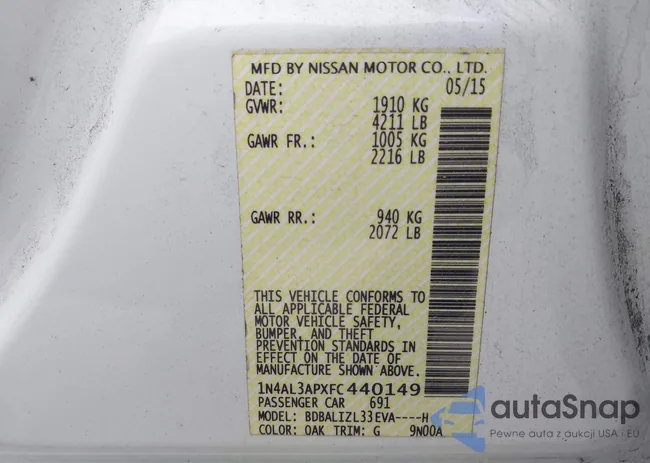 MFD BY NISSAN MOTOR CO., LTD.
DATE: 05/15
GVWR: 1910 KG
4211 LB
GAWR FR.: 1005 KG
2216 LB
GAWR RR.: 940 KG
2072 LB
THIS VEHICLE CONFORMS TO
ALL APPLICABLE FEDERAL
MOTOR VEHICLE SAFETY,
BUMPER, AND THEFT
PREVENTION STANDARDS IN
EFFECT ON THE DATE OF
MANUFACTURE SHOWN ABOVE.
1N4AL3APXFC440149
PASSENGER CAR 691
MODEL: BDBALIZL33EVA----H
COLOR: OAK TRIM: G 9N00A
autoSnap
Pewne auta z aukcji USA · EU